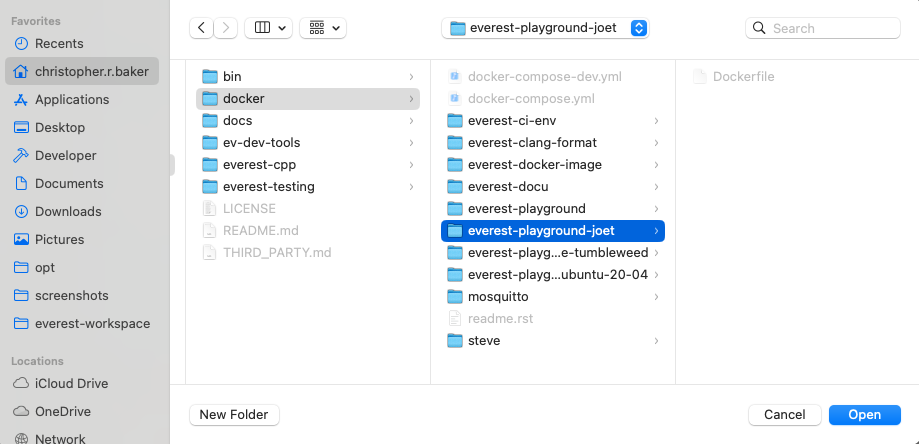 Favorites
Recents
christopher.r.baker
Applications
Desktop
Developer
Documents
Downloads
Pictures
opt
screenshots
everest-workspace
Locations
iCloud Drive
OneDrive
Network
everest-playground-joet
Search
bin
docker
docs
ev-dev-tools
everest-cpp
everest-testing
LICENSE
README.md
THIRD_PARTY.md
docker-compose-dev.yml
docker-compose.yml
everest-ci-env
everest-clang-format
everest-docker-image
everest-docu
everest-playground
everest-playground-joet
everest-playg...e-tumbleweed
everest-playg...ubuntu-20-04
mosquitto
readme.rst
steve
Dockerfile
New Folder
Cancel
Open